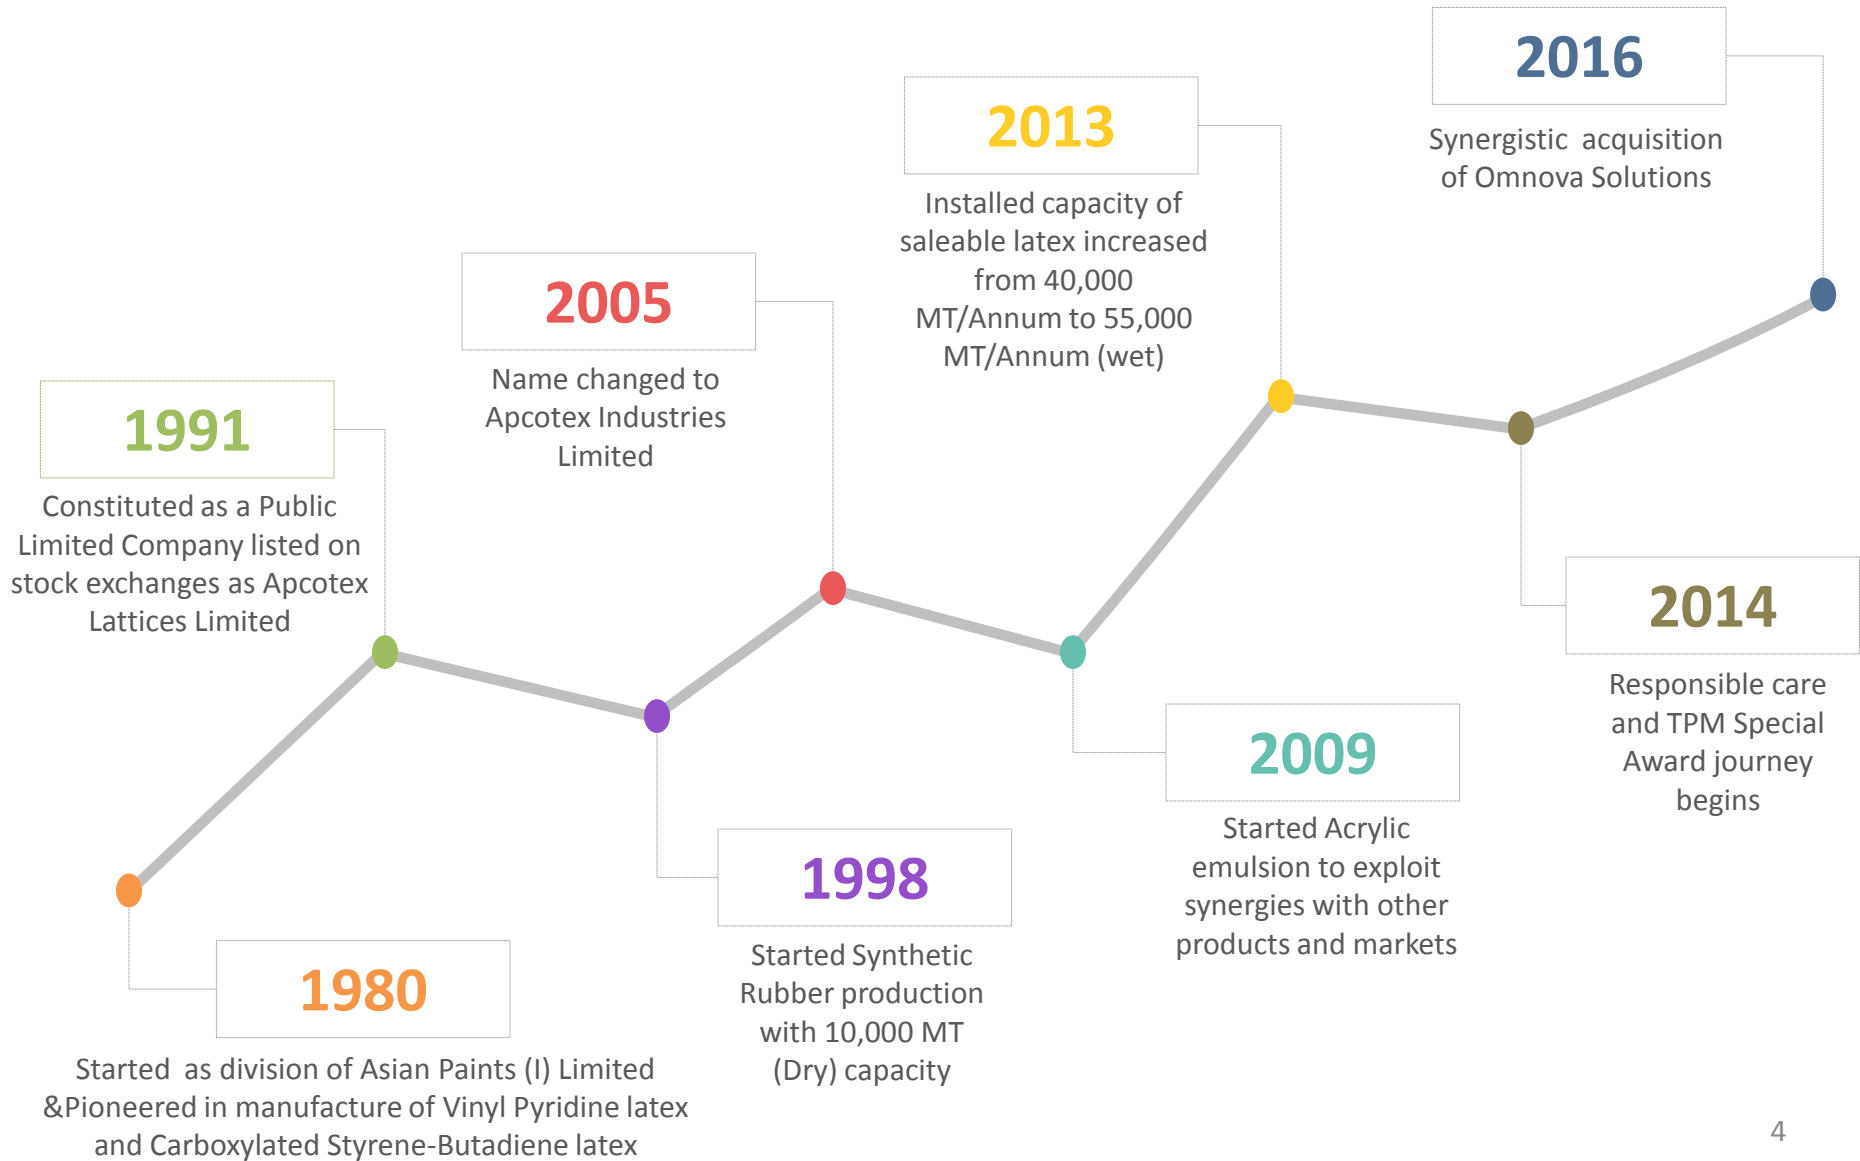 1980
Started as division of Asian Paints (I) Limited
&Pioneered in manufacture of Vinyl Pyridine latex
and Carboxylated Styrene-Butadiene latex
1991
Constituted as a Public
Limited Company listed on
stock exchanges as Apcotex
Lattices Limited
1998
Started Synthetic
Rubber production
with 10,000 MT
(Dry) capacity
2005
Name changed to
Apcotex Industries
Limited
2009
Started Acrylic
emulsion to exploit
synergies with other
products and markets
2013
Installed capacity of
saleable latex increased
from 40,000
MT/Annum to 55,000
MT/Annum (wet)
2014
Responsible care
and TPM Special
Award journey
begins
2016
Synergistic acquisition
of Omnova Solutions
4